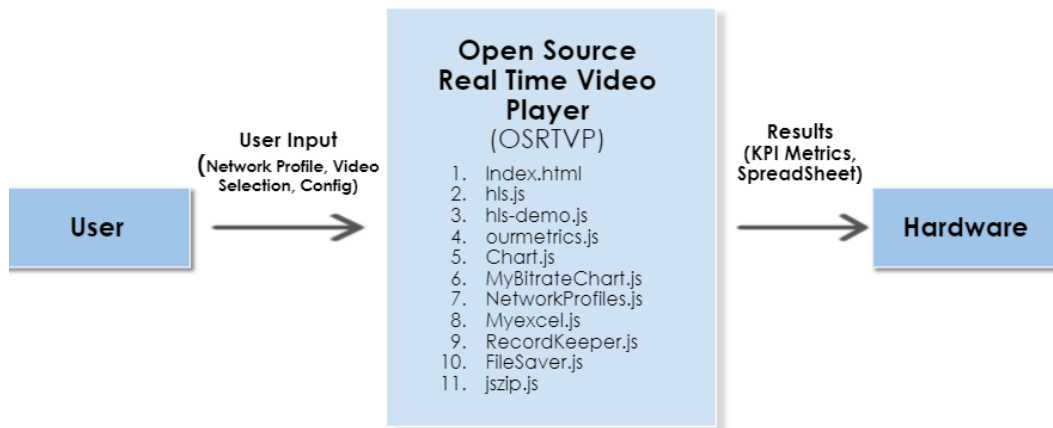 User
User Input
(Network Profile, Video
Selection, Config)
Open Source
Real Time Video
Player
(OSRTVP)
1. Index.html
2. hls.js
3. hls-demo.js
4. ourmetrics.js
5. Chart.js
6. MyBitrateChart.js
7. NetworkProfiles.js
8. Myexcel.js
9. RecordKeeper.js
10. FileSaver.js
11. jszip.js
Results
(KPI Metrics,
SpreadSheet)
Hardware